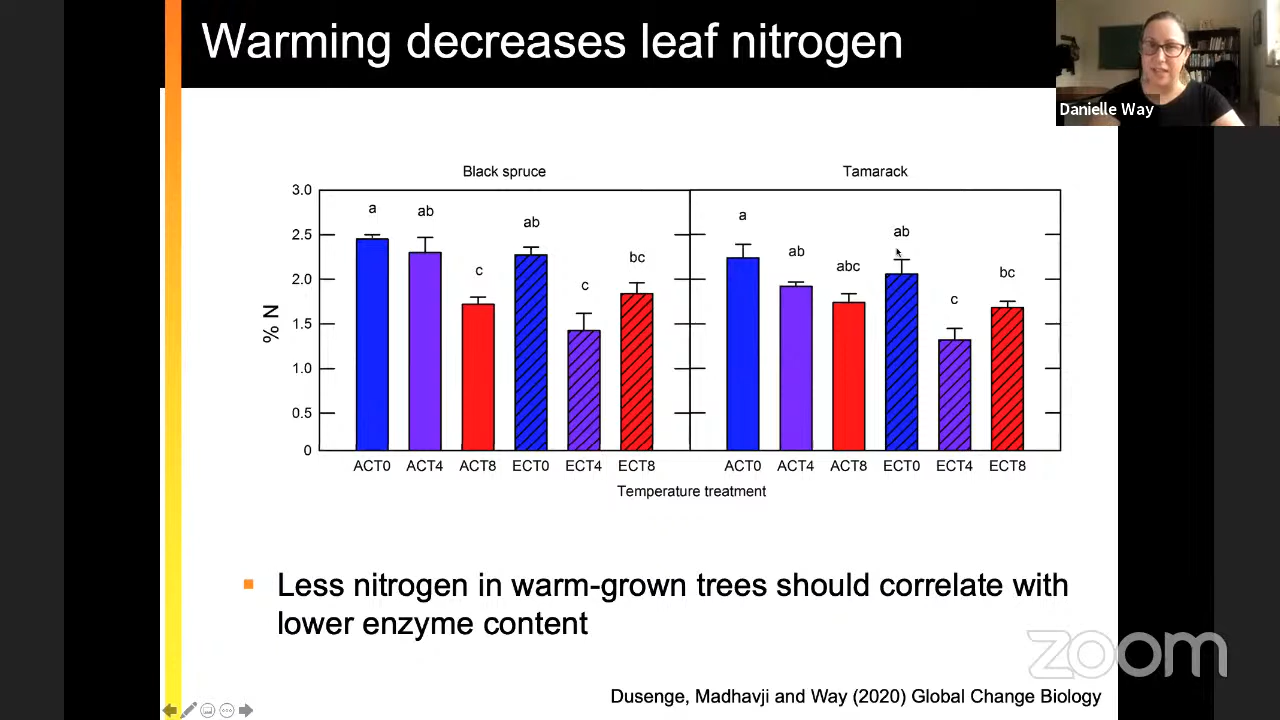 Warming decreases leaf nitrogen
Danielle Way
Black spruce
Tamarack
3.0
2.5
2.0
1.5
1.0
0.5
0
% N
a
ab
c
ab
c
bc
a
ab
abc
ab
c
bc
ACT0 ACT4 ACT8 ECT0 ECT4 ECT8
ACT0 ACT4 ACT8 ECT0 ECT4 ECT8
Temperature treatment
Less nitrogen in warm-grown trees should correlate with
lower enzyme content
zoom
Dusenge, Madhavji and Way (2020) Global Change Biology